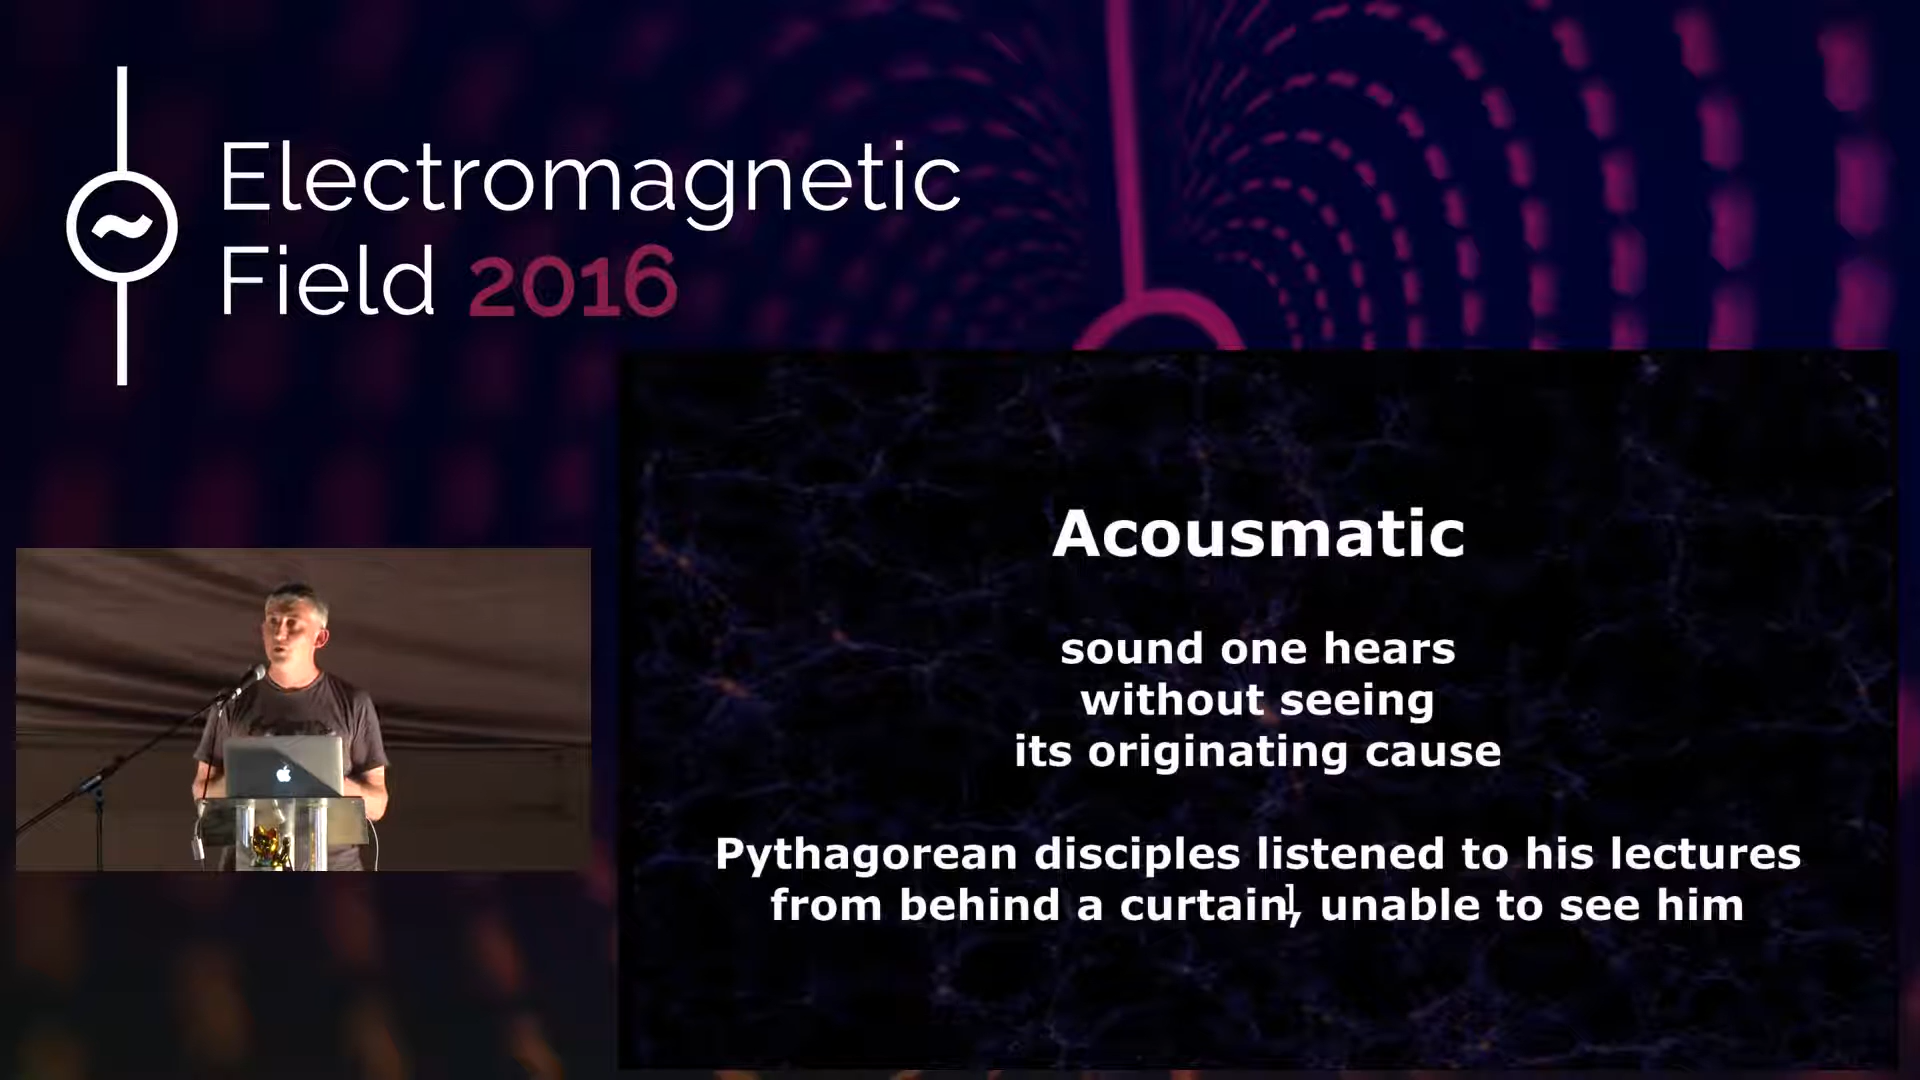 Electromagnetic
Field 2016
Acousmatic
sound one hears
without seeing
its originating cause
Pythagorean disciples listened to his lectures
from behind a curtain, unable to see him